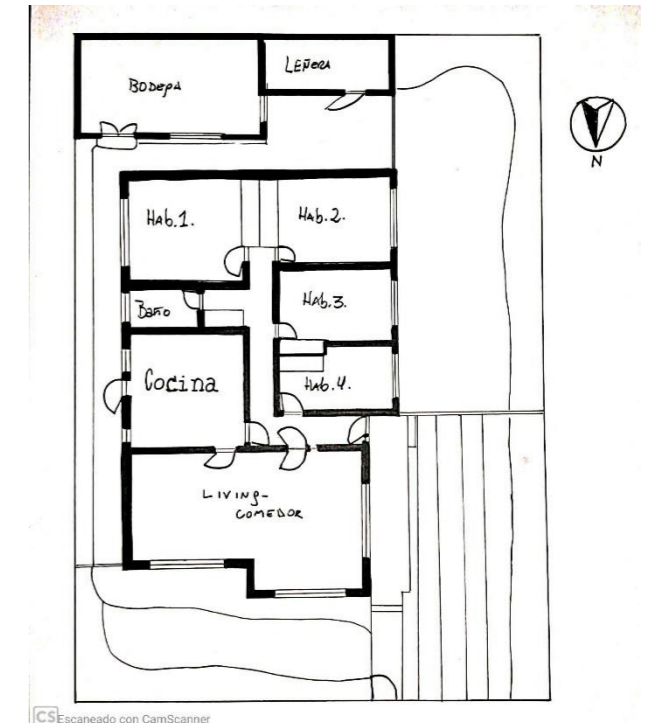 LEÑERA
BODEGA
N
HAb.1.
HAb.2.
HAb.3.
BAÑO
Cocina
HAb.4.
LIVING-
COMEDOR
CS Escaneado con CamScanner